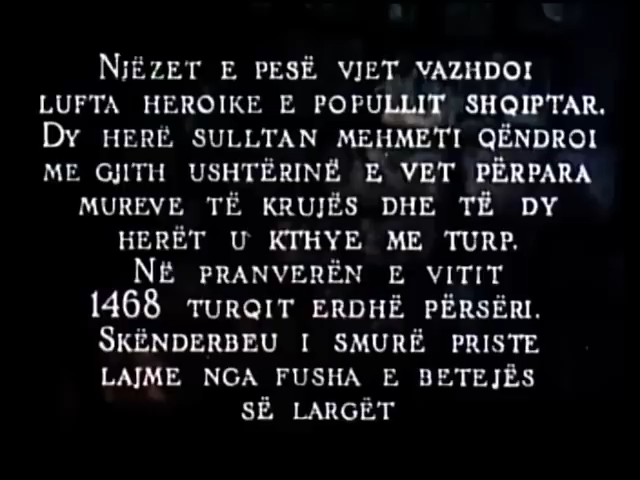 Njëzet e pesë vjet vazhdoi
lufta heroike e popullit shqiptar.
Dy herë sulltan Mehmeti qëndroi
me gjith ushtërinë e vet përpara
mureve të Krujës dhe të dy
herët u kthye me turp.
Në pranverën e vitit
1468 turqit erdhë përsëri.
Skënderbeu i smurë priste
lajme nga fusha e betejës
së largët